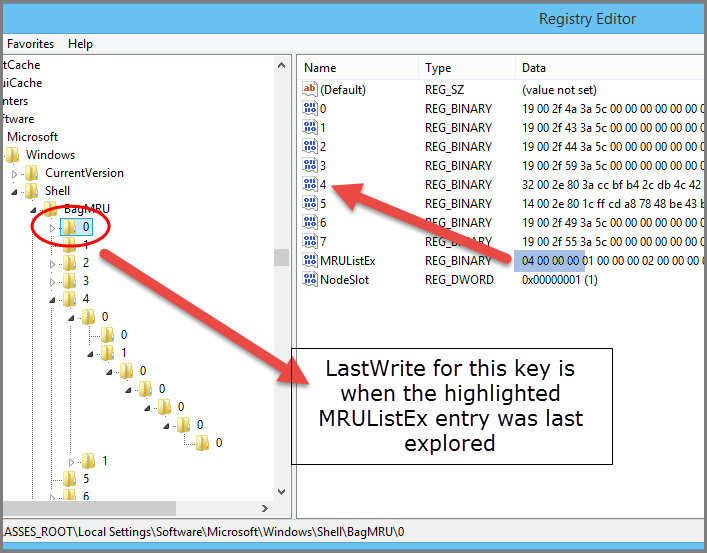 Registry Editor
Favorites Help
tCache
uiCache
nters
ftware
Microsoft
Windows
CurrentVersion
Shell
BagMRU
0
1
2
3
4
0
0
1
0
0
0
0
0
1
5
6
Name Type Data
(Default) REG_SZ (value not set)
0 REG_BINARY 19 00 2f 4a 3a 5c 00 00 00 00 00 00 0
1 REG_BINARY 19 00 2f 43 3a 5c 00 00 00 00 00 00 0
2 REG_BINARY 19 00 2f 44 3a 5c 00 00 00 00 00 00 0
3 REG_BINARY 19 00 2f 59 3a 5c 00 00 00 00 00 00 0
4 REG_BINARY 32 00 2e 80 3a cc bf b4 2c db 4c 42
5 REG_BINARY 14 00 2e 80 1c ff cd a8 78 48 be 43 b
6 REG_BINARY 19 00 2f 49 3a 5c 00 00 00 00 00 00 0
7 REG_BINARY 19 00 2f 55 3a 5c 00 00 00 00 00 00 0
MRUListEx REG_BINARY 04 00 00 00 01 00 00 00 02 00 00 00 0
NodeSlot REG_DWORD 0x00000001 (1)
LastWrite for this key is
when the highlighted
MRUListEx entry was last
explored
ASSES_ROOT\Local Settings\Software\Microsoft\Windows\Shell\BagMRU\0